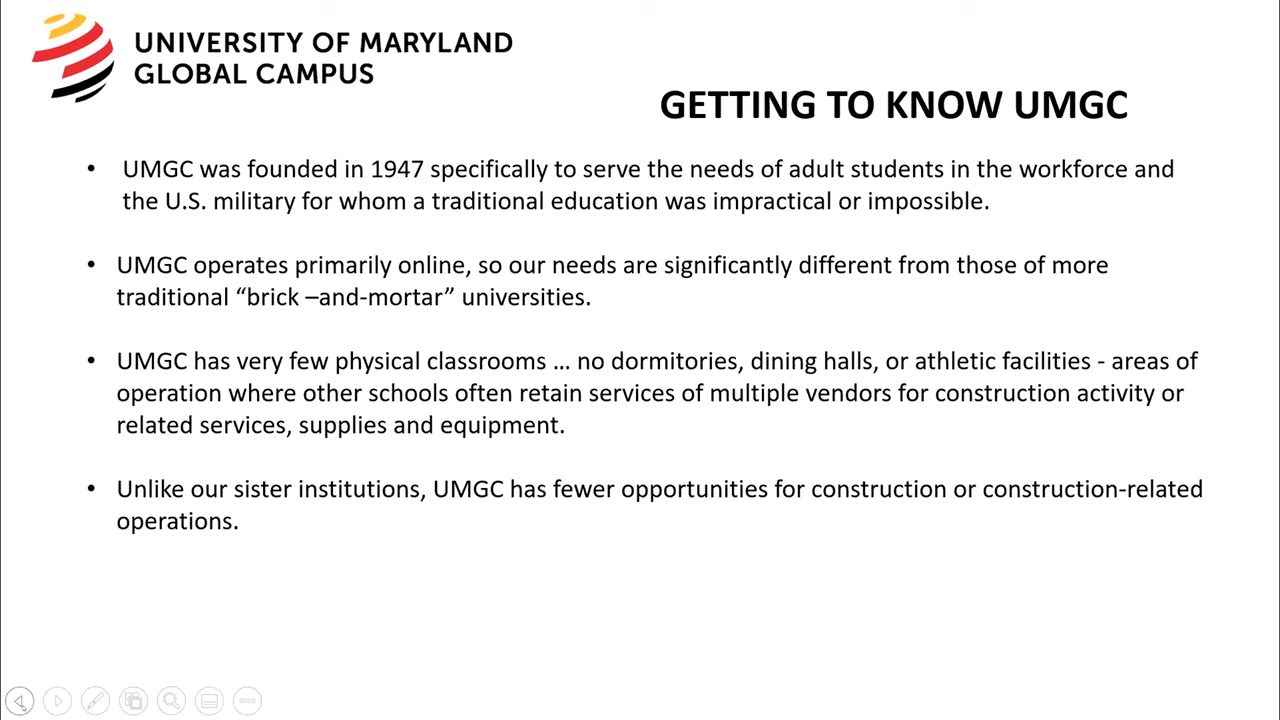 UNIVERSITY OF MARYLAND
GLOBAL CAMPUS
GETTING TO KNOW UMGC
• UMGC was founded in 1947 specifically to serve the needs of adult students in the workforce and
the U.S. military for whom a traditional education was impractical or impossible.
• UMGC operates primarily online, so our needs are significantly different from those of more
traditional “brick –and-mortar” universities.
• UMGC has very few physical classrooms … no dormitories, dining halls, or athletic facilities - areas of
operation where other schools often retain services of multiple vendors for construction activity or
related services, supplies and equipment.
• Unlike our sister institutions, UMGC has fewer opportunities for construction or construction-related
operations.